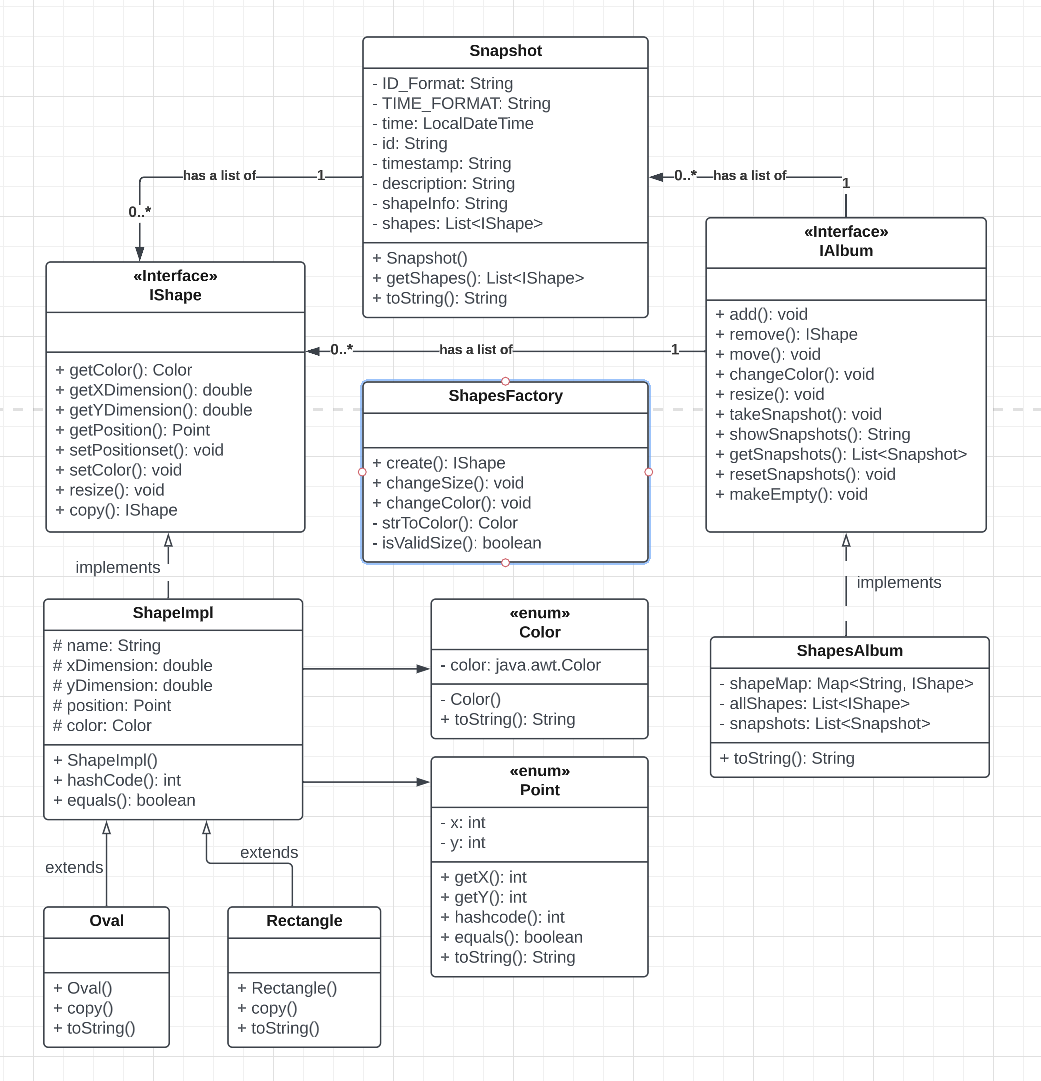 Snapshot
- ID_Format: String
- TIME_FORMAT: String
- time: LocalDateTime
- id: String
- timestamp: String
- description: String
- shapeInfo: String
- shapes: List<IShape>
+ Snapshot()
+ getShapes(): List<IShape>
+ toString(): String
has a list of
1
0..*
0..*
has a list of
1
«Interface»
IShape
+ getColor(): Color
+ getXDimension(): double
+ getYDimension(): double
+ getPosition(): Point
+ setPositionset(): void
+ setColor(): void
+ resize(): void
+ copy(): IShape
0..*
has a list of
1
«Interface»
IAlbum
+ add(): void
+ remove(): IShape
+ move(): void
+ changeColor(): void
+ resize(): void
+ takeSnapshot(): void
+ showSnapshots(): String
+ getSnapshots(): List<Snapshot>
+ resetSnapshots(): void
+ makeEmpty(): void
ShapesFactory
+ create(): IShape
+ changeSize(): void
+ changeColor(): void
- strToColor(): Color
- isValidSize(): boolean
implements
implements
ShapeImpl
# name: String
# xDimension: double
# yDimension: double
# position: Point
# color: Color
+ ShapeImpl()
+ hashCode(): int
+ equals(): boolean
«enum»
Color
- color: java.awt.Color
- Color()
+ toString(): String
ShapesAlbum
- shapeMap: Map<String, IShape>
- allShapes: List<IShape>
- snapshots: List<Snapshot>
+ toString(): String
«enum»
Point
- x: int
- y: int
+ getX(): int
+ getY(): int
+ hashcode(): int
+ equals(): boolean
+ toString(): String
extends
extends
Oval
+ Oval()
+ copy()
+ toString()
Rectangle
+ Rectangle()
+ copy()
+ toString()